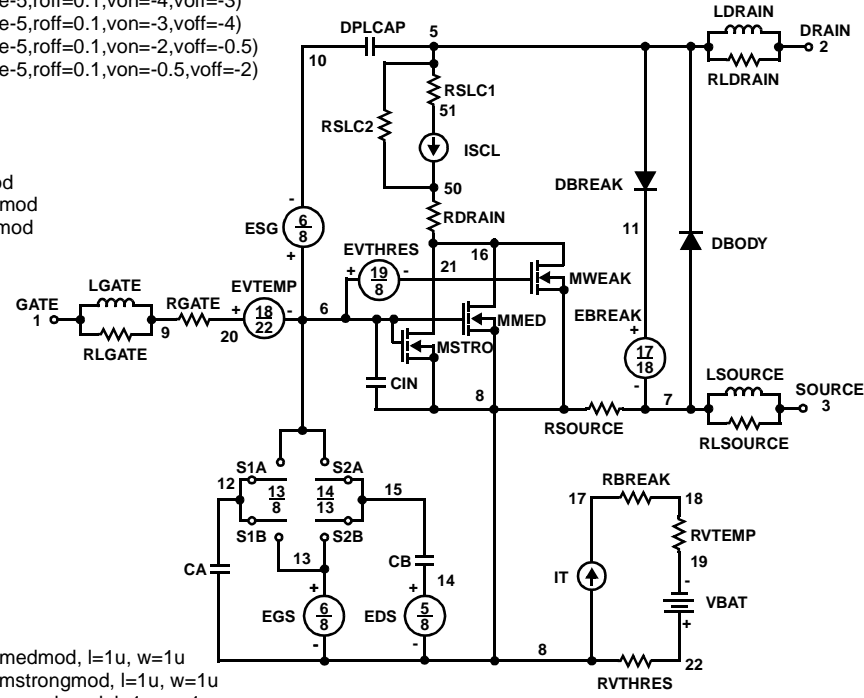 e-5,roff=0.1,von=-4,voff=-3)
e-5,roff=0.1,von=-3,voff=-4)
e-5,roff=0.1,von=-2,voff=-0.5)
e-5,roff=0.1,von=-0.5,voff=-2)
od
mod
mod
medmod, l=1u, w=1u
mstrongmod, l=1u, w=1u
LDRAIN
DPLCAP
5
DRAIN
2
10
RLDRAIN
RSLC1
51
RSLC2
ISCL
50
DBREAK
RDRAIN
-
ESG
6
8
+
11
DBODY
EVTHRES
+
19
8
-
21
16
MWEAK
LGATE
GATE
1
RGATE
EVTEMP
+
18
22
-
6
EBREAK
+
MMED
9
20
RLGATE
MSTRO
17
18
-
CIN
LSOURCE
8
7
SOURCE
3
RSOURCE
RLSOURCE
S1A
S2A
12
13
8
14
13
15
S1B
S2B
13
RBREAK
17
18
RVTEMP
CA
CB
14
19
IT
-
VBAT
+
+
EGS
6
8
-
+
EDS
5
8
-
8
22
RVTHRES